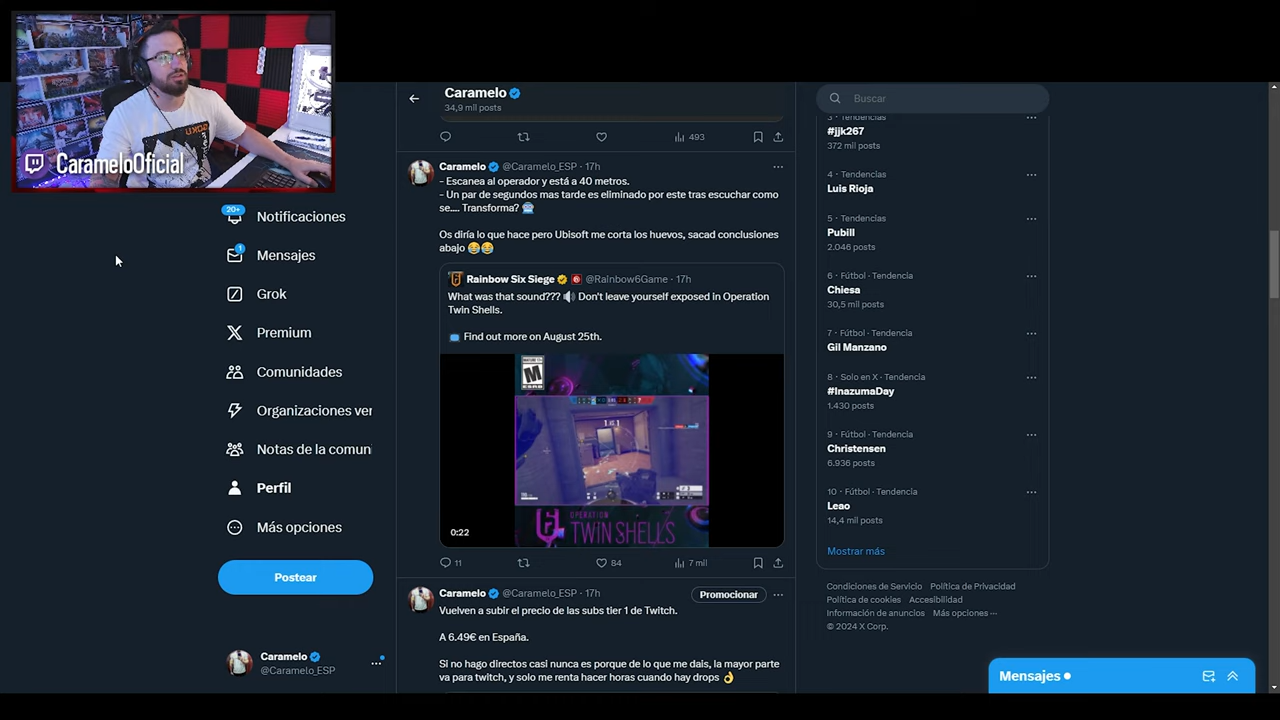 CarameloOficial
20+
Notificaciones
1
Mensajes
Grok
Premium
Comunidades
Organizaciones ver
Notas de la comun
Perfil
Más opciones
Postear
Caramelo
@Caramelo_ESP
Caramelo
34,9 mil posts
493
Caramelo @Caramelo_ESP · 17h
- Escanea al operador y está a 40 metros.
- Un par de segundos mas tarde es eliminado por este tras escuchar como
se.... Transforma?
Os diría lo que hace pero Ubisoft me corta los huevos, sacad conclusiones
abajo
Rainbow Six Siege @Rainbow6Game · 17h
What was that sound??? Don't leave yourself exposed in Operation
Twin Shells.
Find out more on August 25th.
M
OPERATION
TWIN SHELLS
0:22
11
84
7 mil
Caramelo @Caramelo_ESP · 17h
Promocionar
Vuelven a subir el precio de las subs tier 1 de Twitch.
A 6.49€ en España.
Si no hago directos casi nunca es porque de lo que me dais, la mayor parte
va para twitch, y solo me renta hacer horas cuando hay drops
Buscar
3 · Tendencias
#jjk267
372 mil posts
4 · Tendencias
Luis Rioja
5 · Tendencias
Pubill
2.046 posts
6 · Fútbol · Tendencia
Chiesa
30,5 mil posts
7 · Fútbol · Tendencia
Gil Manzano
8 · Solo en X · Tendencia
#InazumaDay
1.430 posts
9 · Fútbol · Tendencia
Christensen
6.936 posts
10 · Fútbol · Tendencia
Leao
14,4 mil posts
Mostrar más
Condiciones de Servicio Política de Privacidad
Política de cookies Accesibilidad
Información de anuncios Más opciones ···
© 2024 X Corp.
Mensajes